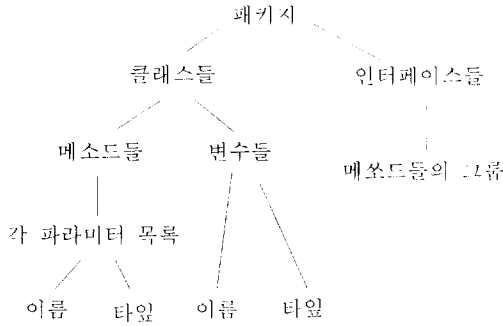 패키지
클래스들 인터페이스들
메소드들 변수들 메쏘드들의 그룹
각 파라미터 목록
이름 타잎 이름 타잎